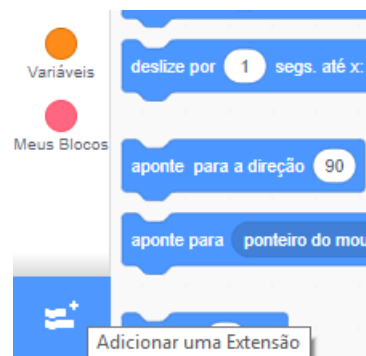 Variáveis
Meus Blocos
deslize por 1 segs. até x:
aponte para a direção 90
aponte para ponteiro do mou
Adicionar uma Extensão